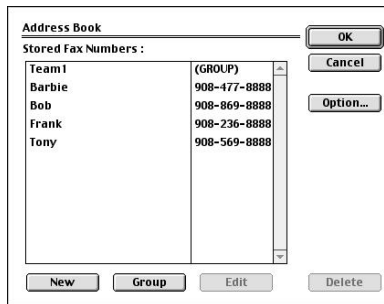 Address Book
OK
Stored Fax Numbers :
Cancel
Team1 (GROUP)
Barbie 908-477-8888
Bob 908-869-8888
Frank 908-236-8888
Tony 908-569-8888
Option...
New Group Edit Delete